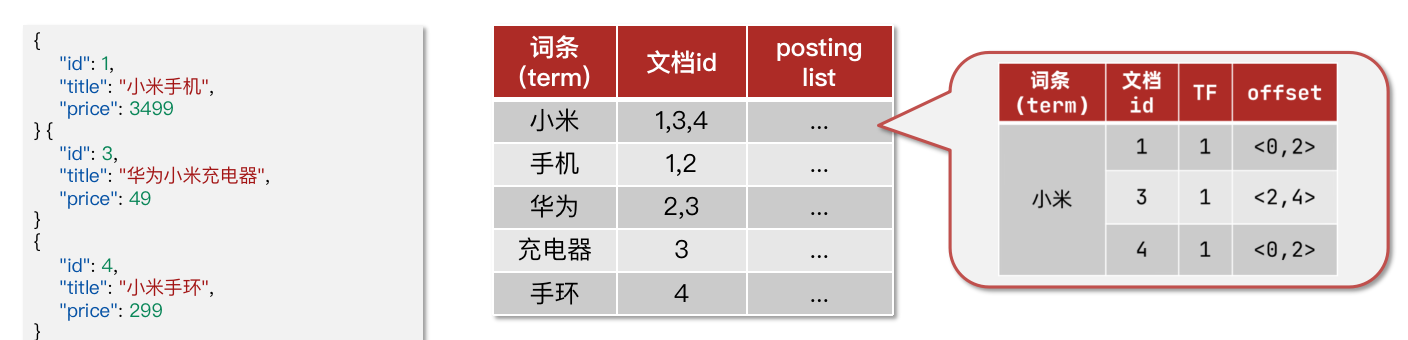 {
"id": 1,
"title": "小米手机",
"price": 3499
} {
"id": 3,
"title": "华为小米充电器",
"price": 49
}
{
"id": 4,
"title": "小米手环",
"price": 299
}
词条 文档id posting
(term) list
小米 1,3,4 ...
手机 1,2 ...
华为 2,3 ...
充电器 3 ...
手环 4 ...
词条 文档 TF offset
(term) id
1 1 <0,2>
小米 3 1 <2,4>
4 1 <0,2>